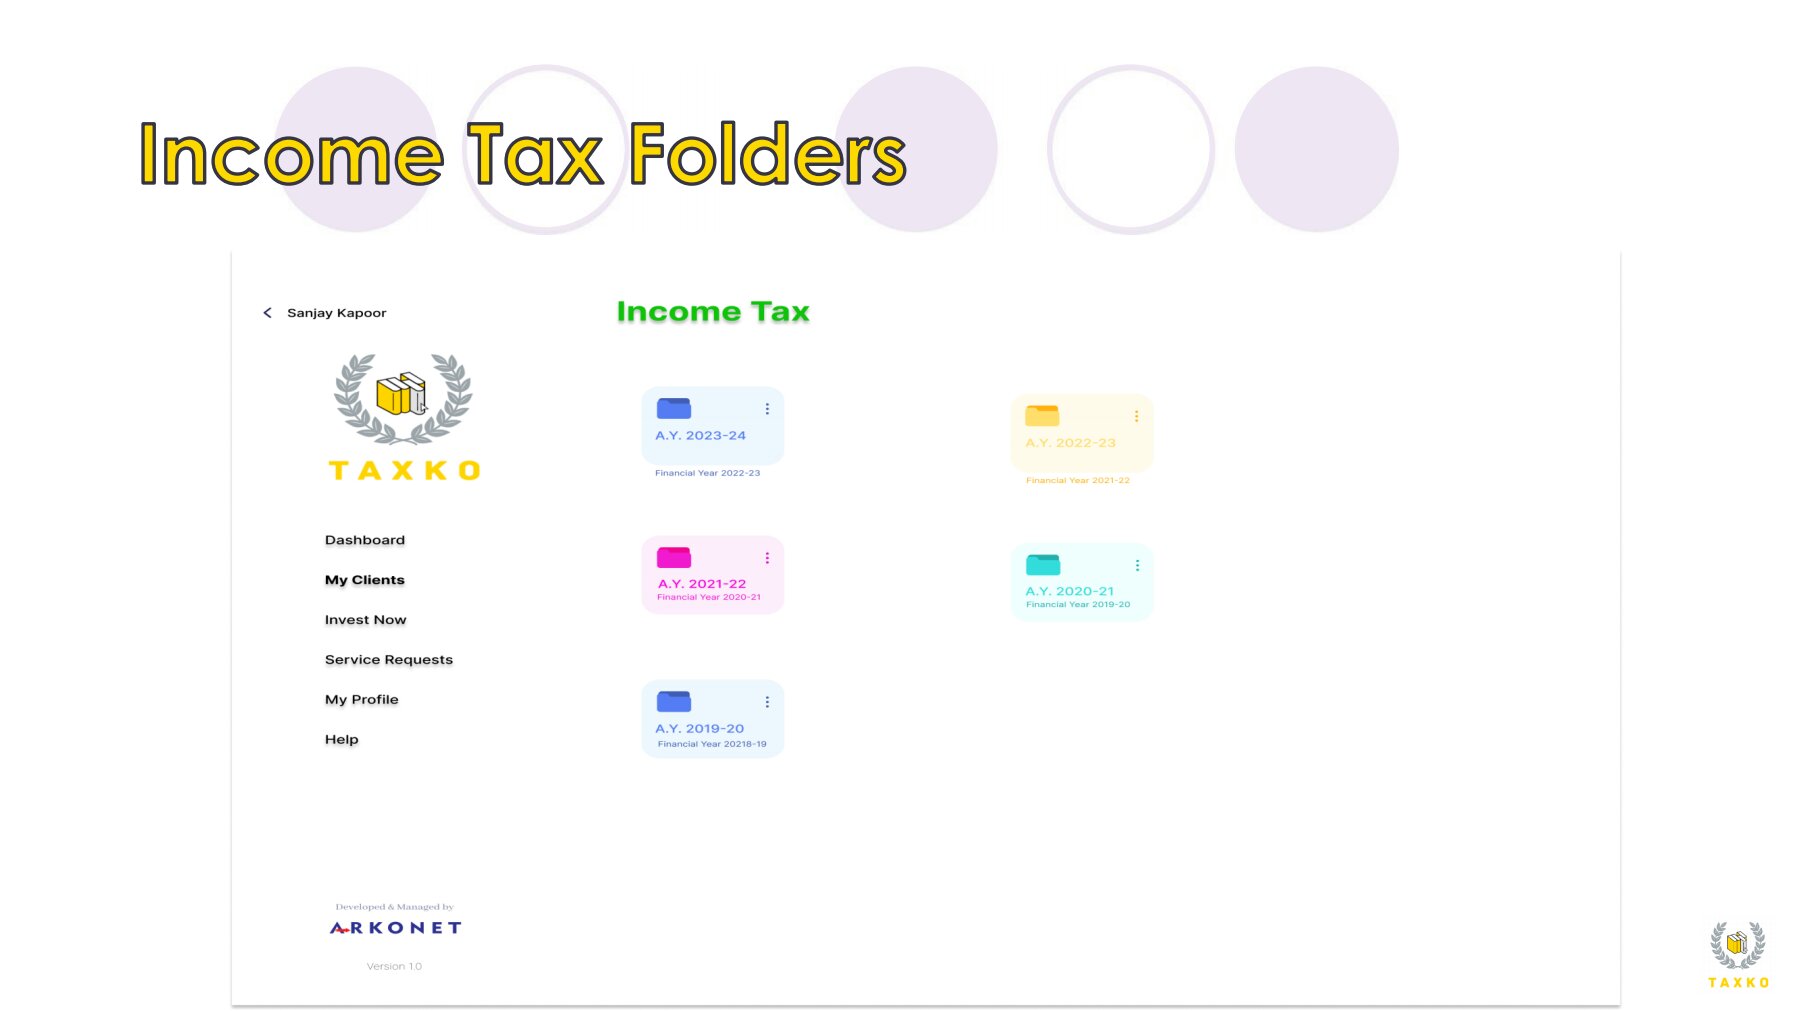 Income Tax Folders
Sanjay Kapoor
TAXKO
Dashboard
My Clients
Invest Now
Service Requests
My Profile
Help
Developed & Managed by
ARKONET
Version 1.0
Income Tax
A.Y. 2023-24
Financial Year 2022-23
A.Y. 2022-23
Financial Year 2021-22
A.Y. 2021-22
Financial Year 2020-21
A.Y. 2020-21
Financial Year 2019-20
A.Y. 2019-20
Financial Year 20218-19
TAXKO